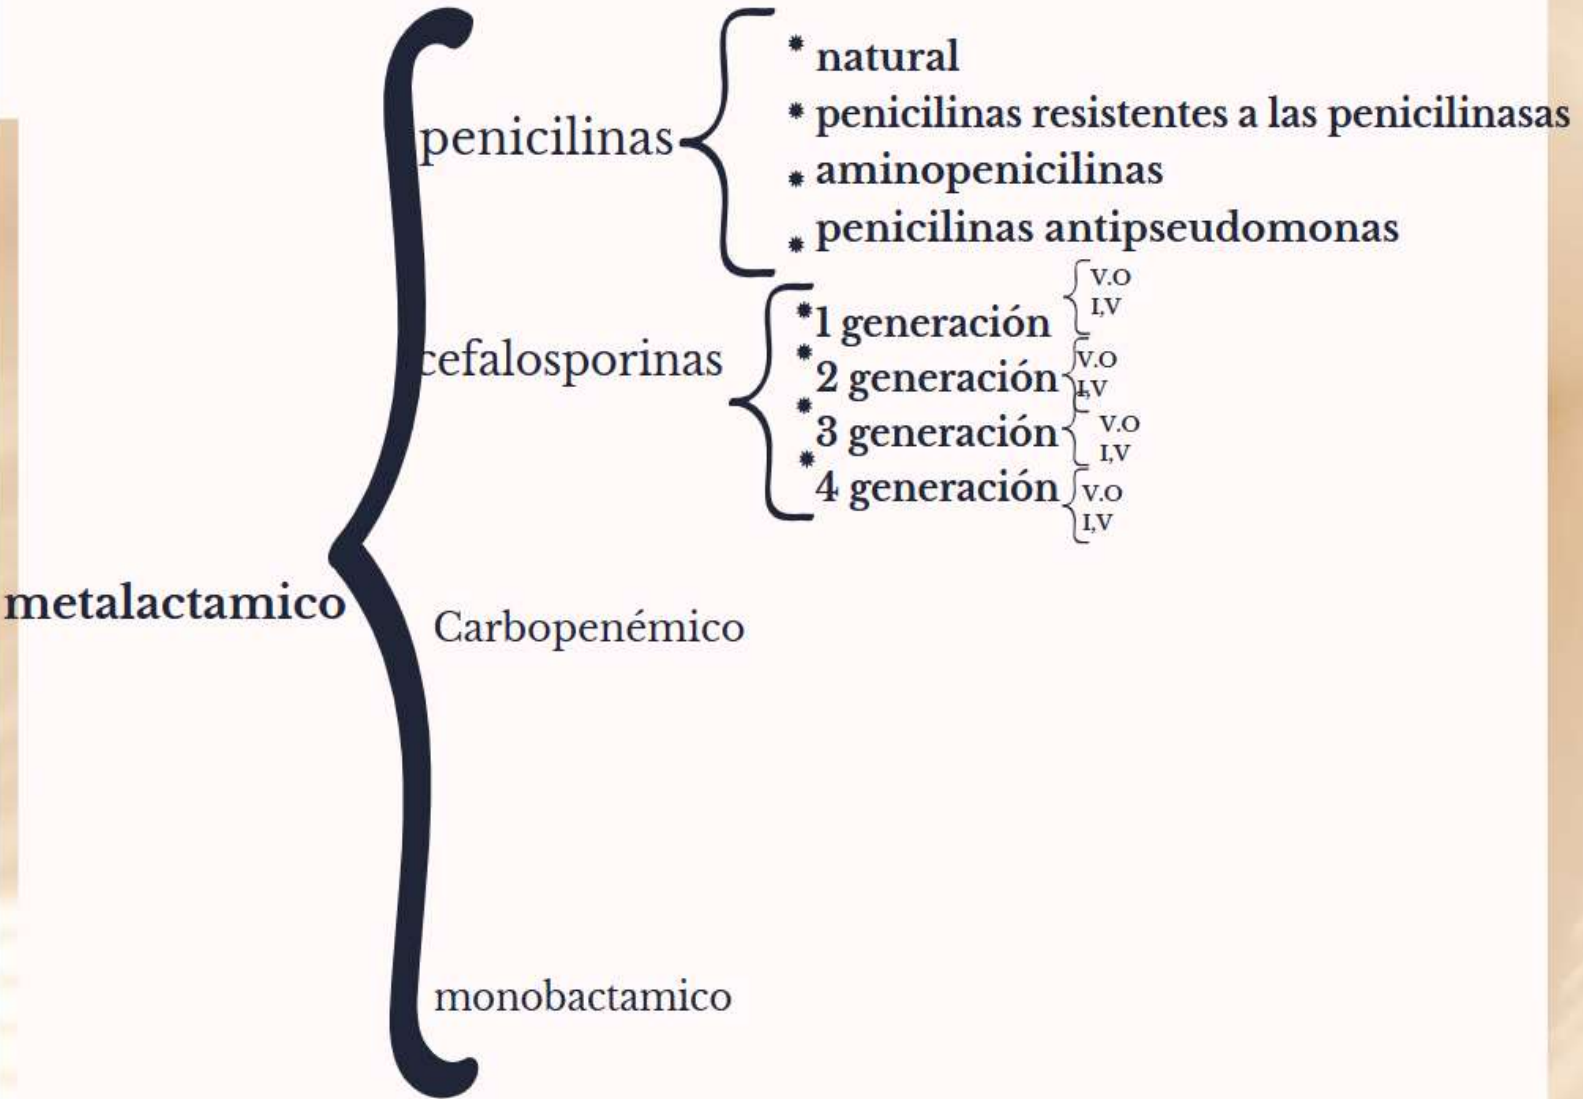 penicilinas
natural
penicilinas resistentes a las penicilinasas
aminopenicilinas
penicilinas antipseudomonas
cefalosporinas
1 generación
V.O
I,V
2 generación
V.O
I,V
3 generación
V.O
I,V
4 generación
V.O
I,V
metalactamico
Carbopenémico
monobactamico